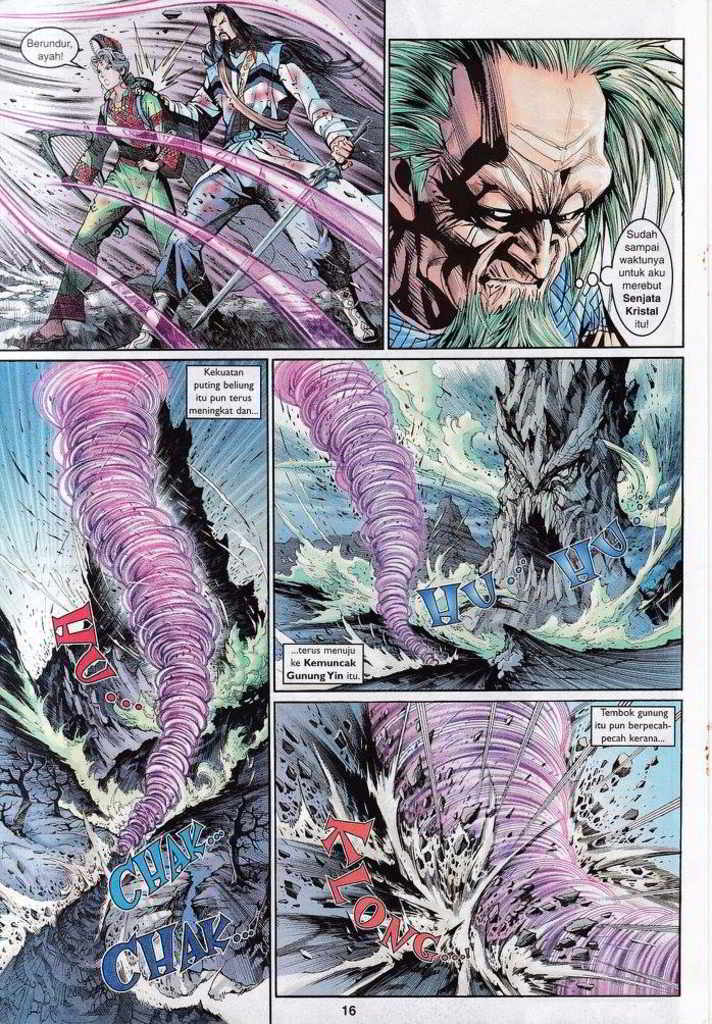 Berundur,
ayah!
Sudah
sampai
waktunya
untuk aku
merebut
Senjata
Kristal
itu!
Kekuatan
puting beliung
itu pun terus
meningkat dan...
HU...
CHAK...
CHAK...
HU...
HU...
...terus menuju
ke Kemuncak
Gunung Yin itu.
Tembok gunung
itu pun berpecah-
pecah kerana...
KLONG...
16